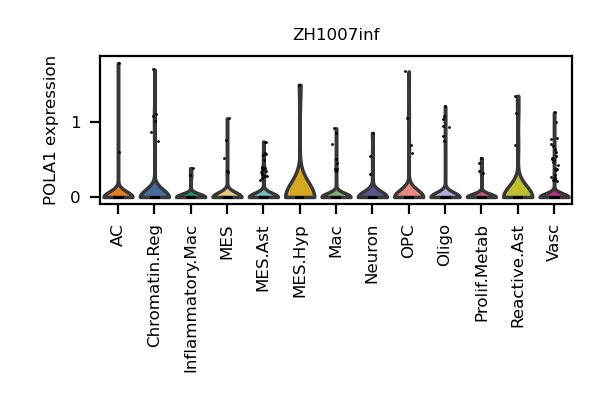 ZH1007inf
POLA1 expression
1
0
AC
Chromatin.Reg
Inflammatory.Mac
MES
MES.Ast
MES.Hyp
Mac
Neuron
OPC
Oligo
Prolif.Metab
Reactive.Ast
Vasc